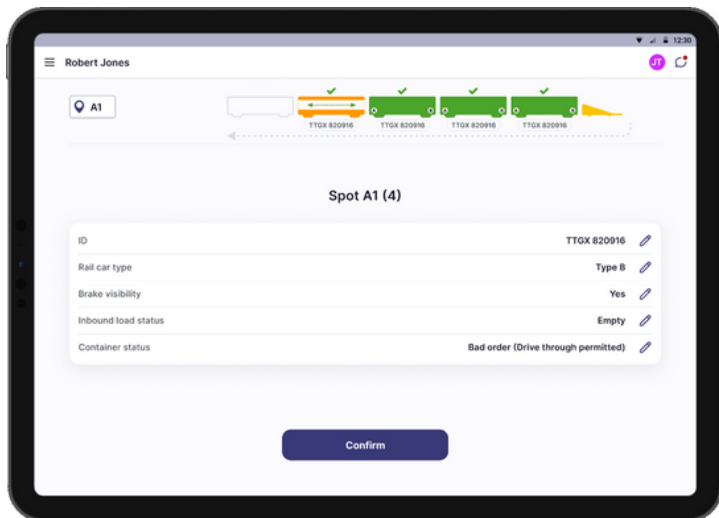 12:30
Robert Jones
JT
A1
TTGX 820916 TTGX 820916 TTGX 820916 TTGX 820916
Spot A1 (4)
ID TTGX 820916
Rail car type Type B
Brake visibility Yes
Inbound load status Empty
Container status Bad order (Drive through permitted)
Confirm